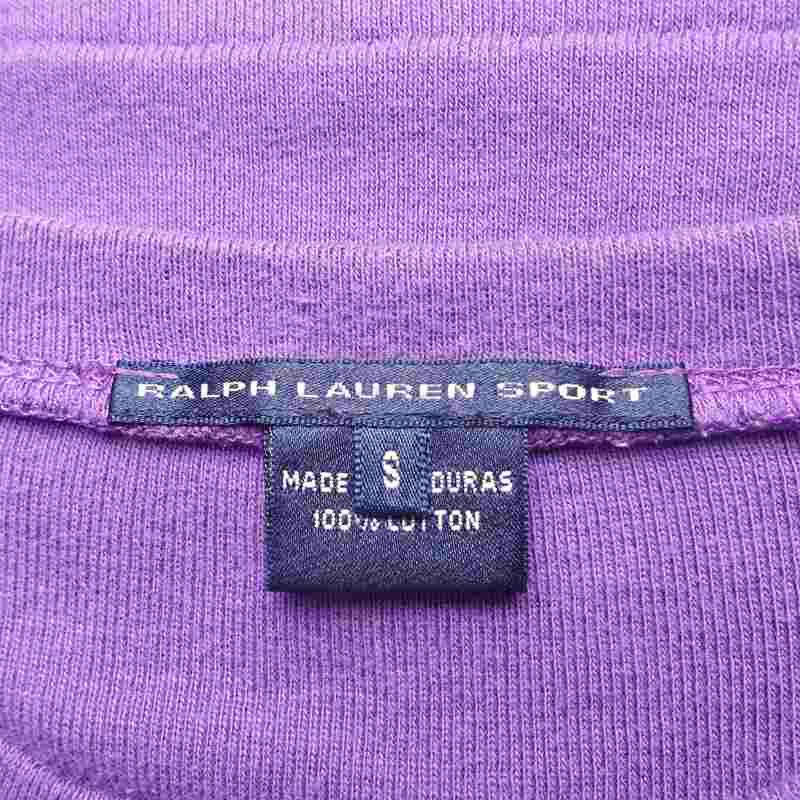 RALPH LAUREN SPORT
S
MADE DURAS
100% COTTON